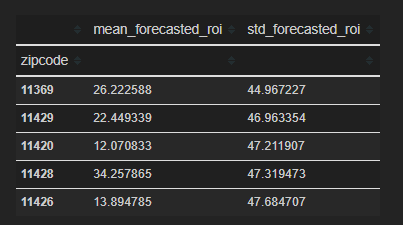 mean_forecasted_roi std_forecasted_roi
zipcode
11369 26.222588 44.967227
11429 22.449339 46.963354
11420 12.070833 47.211907
11428 34.257865 47.319473
11426 13.894785 47.684707